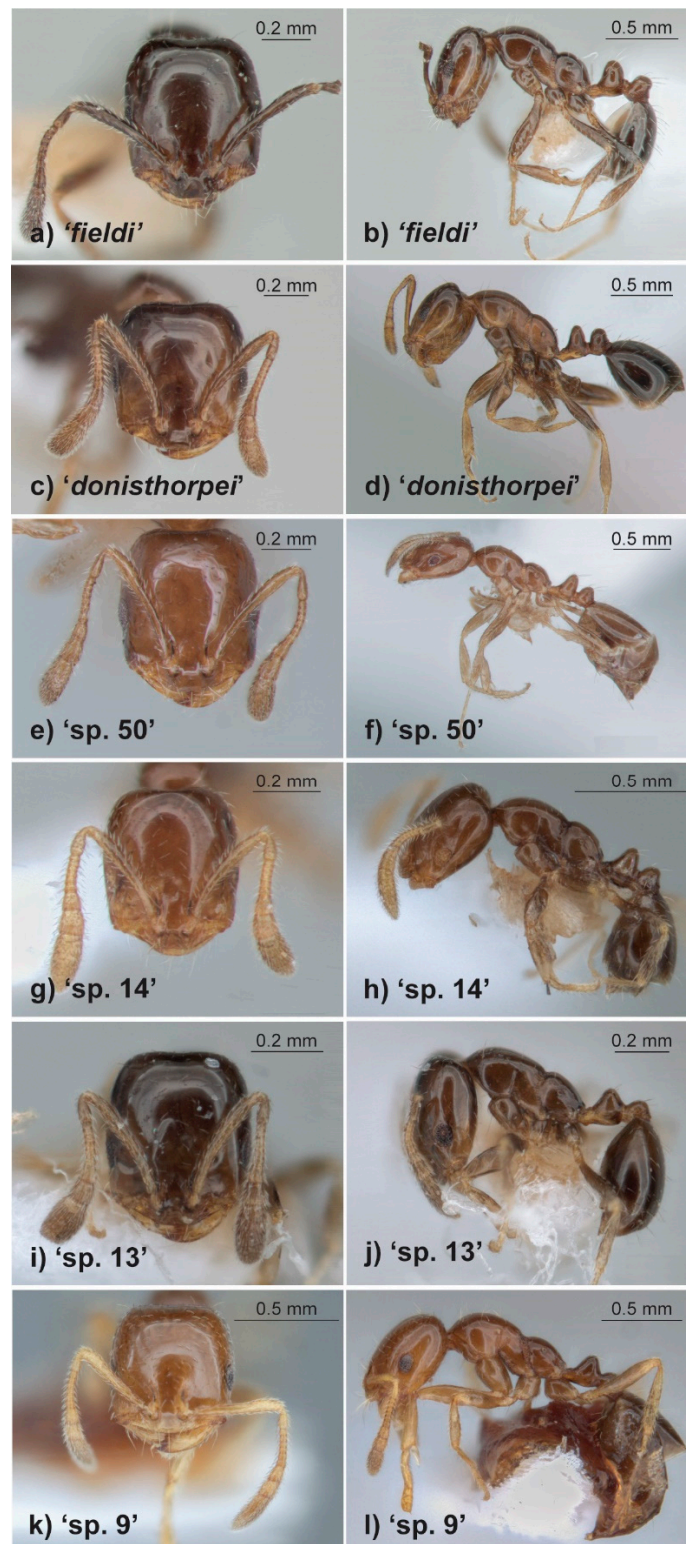 0.2 mm
0.5 mm
a) ‘fieldi’
b) ‘fieldi’
0.2 mm
0.5 mm
c) ‘donisthorpei’
d) ‘donisthorpei’
0.2 mm
0.5 mm
e) ‘sp. 50’
f) ‘sp. 50’
0.2 mm
0.5 mm
g) ‘sp. 14’
h) ‘sp. 14’
0.2 mm
0.2 mm
i) ‘sp. 13’
j) ‘sp. 13’
0.5 mm
0.5 mm
k) ‘sp. 9’
l) ‘sp. 9’